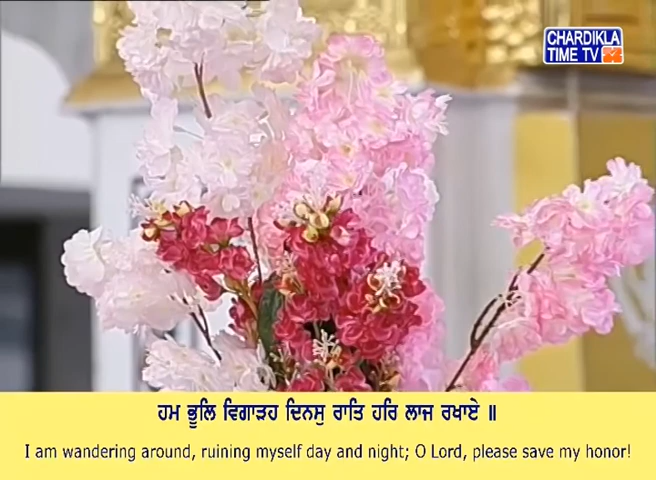 CHARDIKLA
TIME TV
ਹਮ ਭੂਲਿ ਵਿਗਾੜਹ ਦਿਨਸੁ ਰਾਤਿ ਹਰਿ ਲਾਜ ਰਖਾਏ ॥
I am wandering around, ruining myself day and night; O Lord, please save my honor!